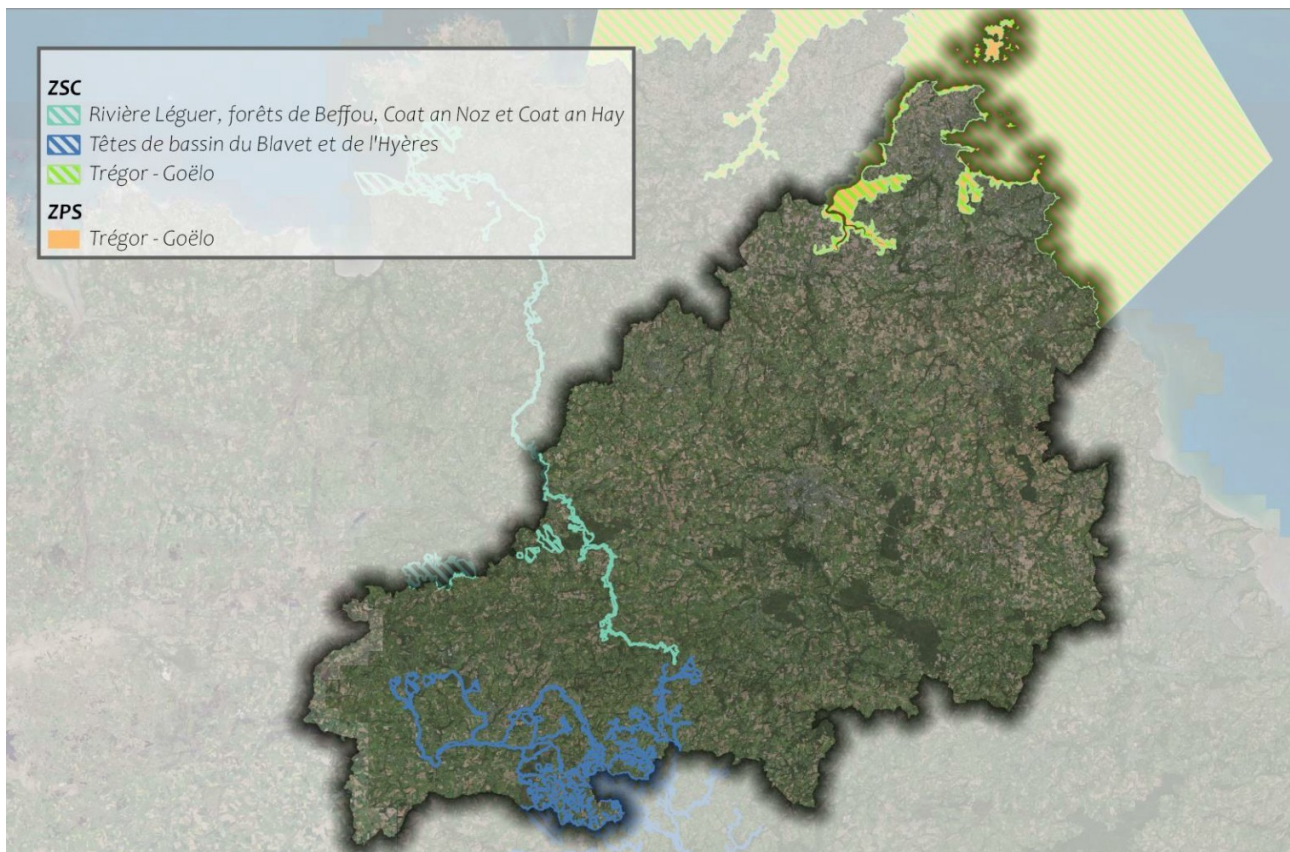 ZSC
Rivière Léguer, forêts de Beffou, Coat an Noz et Coat an Hay
Têtes de bassin du Blavet et de l'Hyères
Trégor - Goëlo
ZPS
Trégor - Goëlo